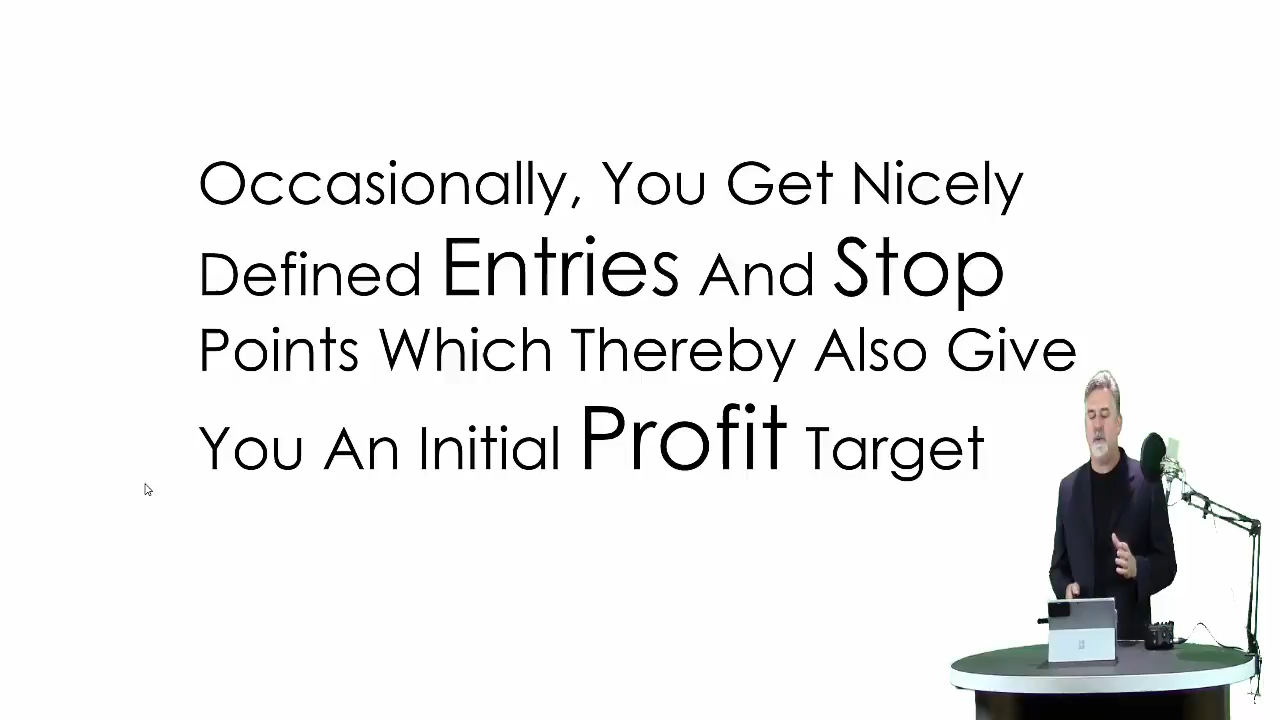 Occasionally, You Get Nicely
Defined Entries And Stop
Points Which Thereby Also Give
You An Initial Profit Target